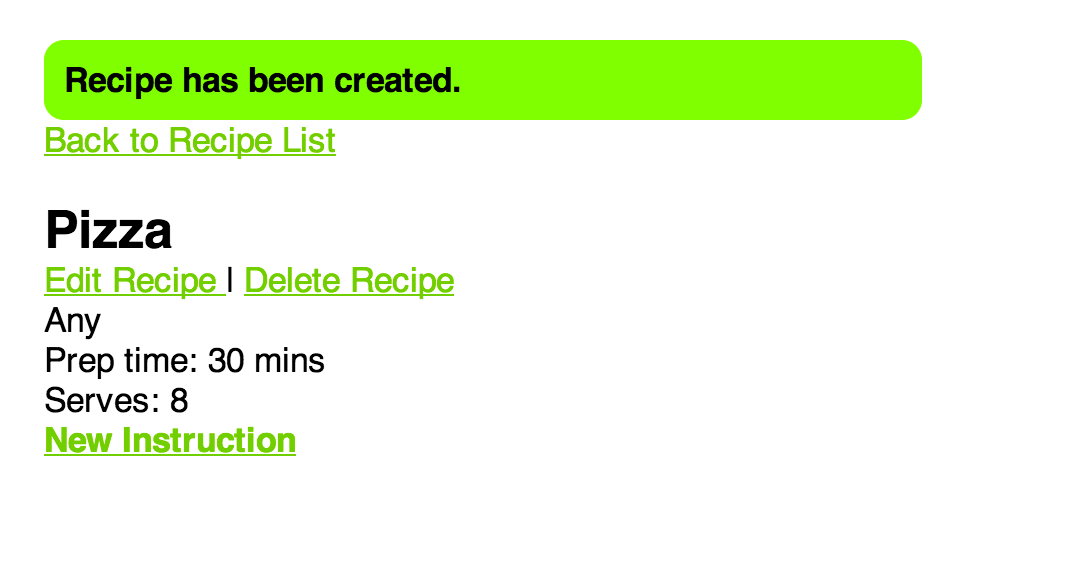 Recipe has been created.
Back to Recipe List
Pizza
Edit Recipe | Delete Recipe
Any
Prep time: 30 mins
Serves: 8
New Instruction